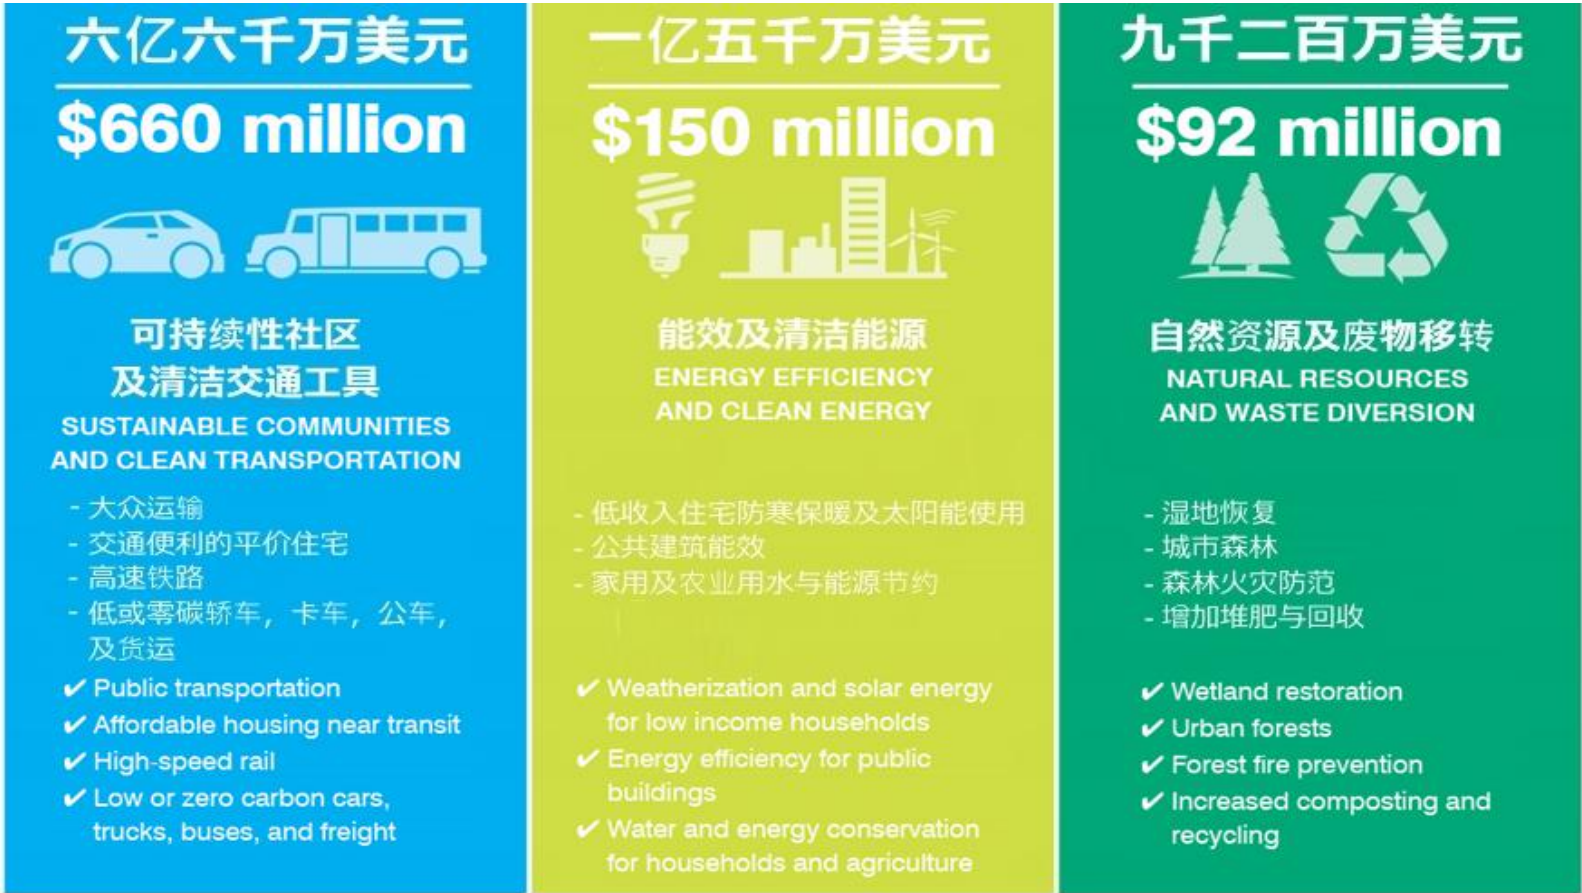 六亿六千万美元
$660 million
可持续性社区
及清洁交通工具
SUSTAINABLE COMMUNITIES
AND CLEAN TRANSPORTATION
- 大众运输
- 交通便利的平价住宅
- 高速铁路
- 低或零碳轿车，卡车，公车，
及货运
✔ Public transportation
✔ Affordable housing near transit
✔ High-speed rail
✔ Low or zero carbon cars,
trucks, buses, and freight
一亿五千万美元
$150 million
能效及清洁能源
ENERGY EFFICIENCY
AND CLEAN ENERGY
- 低收入住宅防寒保暖及太阳能使用
- 公共建筑能效
- 家用及农业用水与能源节约
✔ Weatherization and solar energy
for low income households
✔ Energy efficiency for public
buildings
✔ Water and energy conservation
for households and agriculture
九千二百万美元
$92 million
自然资源及废物移转
NATURAL RESOURCES
AND WASTE DIVERSION
- 湿地恢复
- 城市森林
- 森林火灾防范
- 增加堆肥与回收
✔ Wetland restoration
✔ Urban forests
✔ Forest fire prevention
✔ Increased composting and
recycling